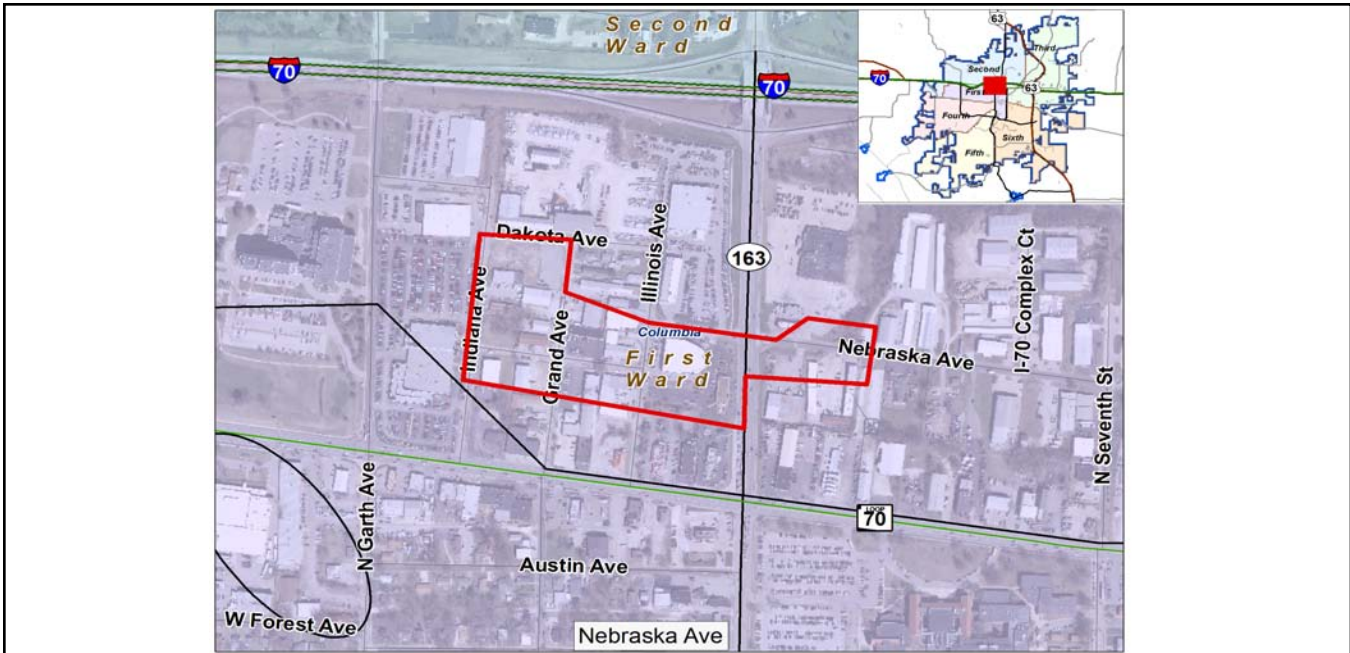 Second
Ward
70
70
Dakota Ave
Illinois Ave
163
Indiana Ave
Grand Ave
Columbia
First
Ward
Nebraska Ave
I-70 Complex Ct
N Seventh St
N Garth Ave
LOOP
70
Austin Ave
W Forest Ave
Nebraska Ave
63
Third
Second
70
63
Fourth
Sixth
Fifth